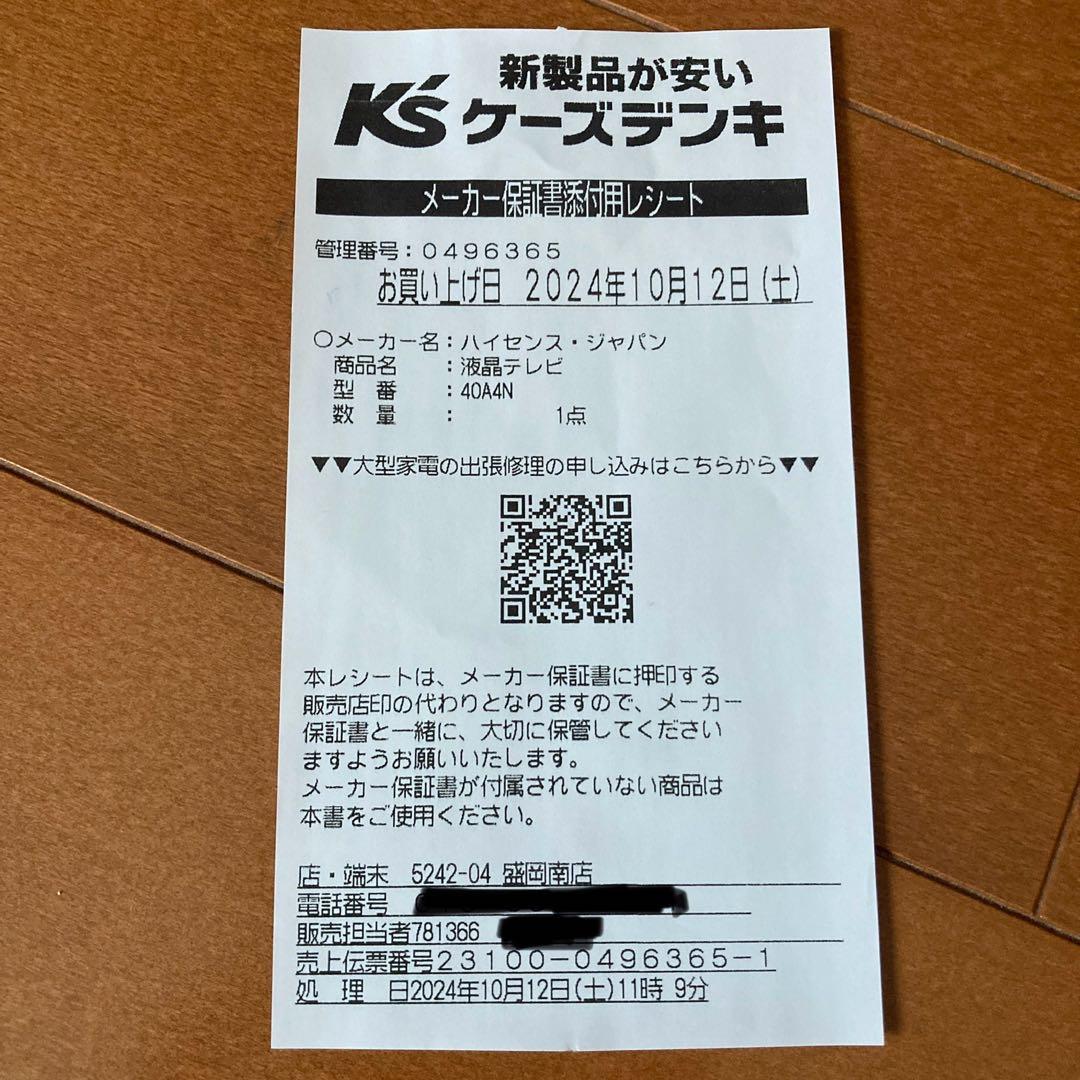 新製品が安い
K'Sケーズデンキ
メーカー保証書添付用レシート
管理番号：0496365
お買い上げ日 2024年10月12日(土)
○メーカー名：ハイセンス・ジャパン
商品名 ：液晶テレビ
型 番 ：40A4N
数 量 ： 1点
▼▼大型家電の出張修理の申し込みはこちらから▼▼
本レシートは、メーカー保証書に押印する
販売店印の代わりとなりますので、メーカー
保証書と一緒に、大切に保管してください
ますようお願いいたします。
メーカー保証書が付属されていない商品は
本書をご使用ください。
店・端末 5242-04 盛岡南店
電話番号
販売担当者781366
売上伝票番号23100-0496365-1
処 理 日2024年10月12日(土)11時 9分